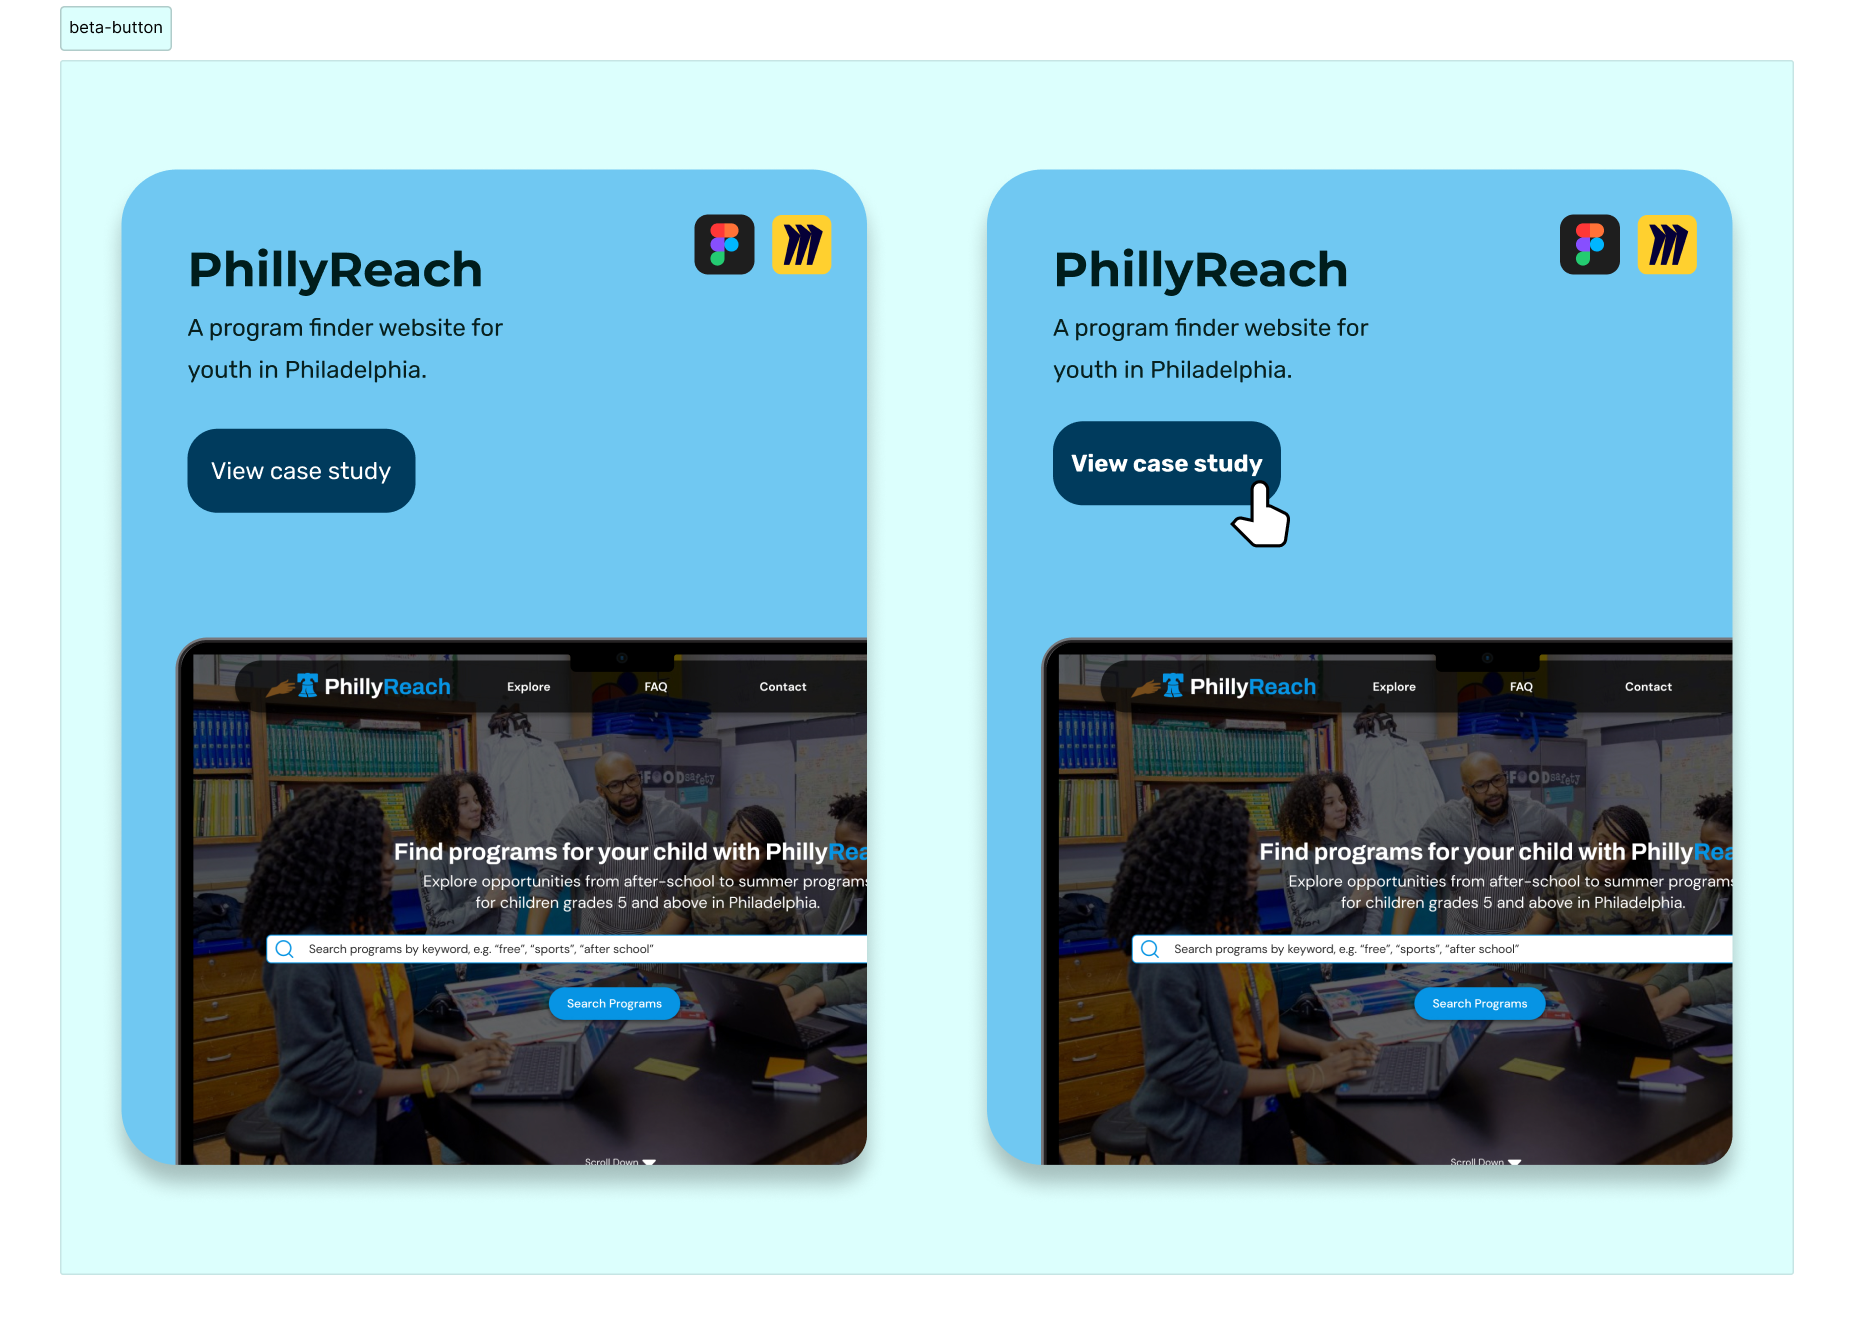 beta-button
PhillyReach
A program finder website for
youth in Philadelphia.
View case study
PhillyReach
Explore
FAQ
Contact
FOOD safety
Find programs for your child with PhillyRea
Explore opportunities from after-school to summer programs
for children grades 5 and above in Philadelphia.
Search programs by keyword, e.g. “free”, “sports”, “after school”
Search Programs
Scroll Down
PhillyReach
A program finder website for
youth in Philadelphia.
View case study
PhillyReach
Explore
FAQ
Contact
FOOD safety
Find programs for your child with PhillyRea
Explore opportunities from after-school to summer programs
for children grades 5 and above in Philadelphia.
Search programs by keyword, e.g. “free”, “sports”, “after school”
Search Programs
Scroll Down